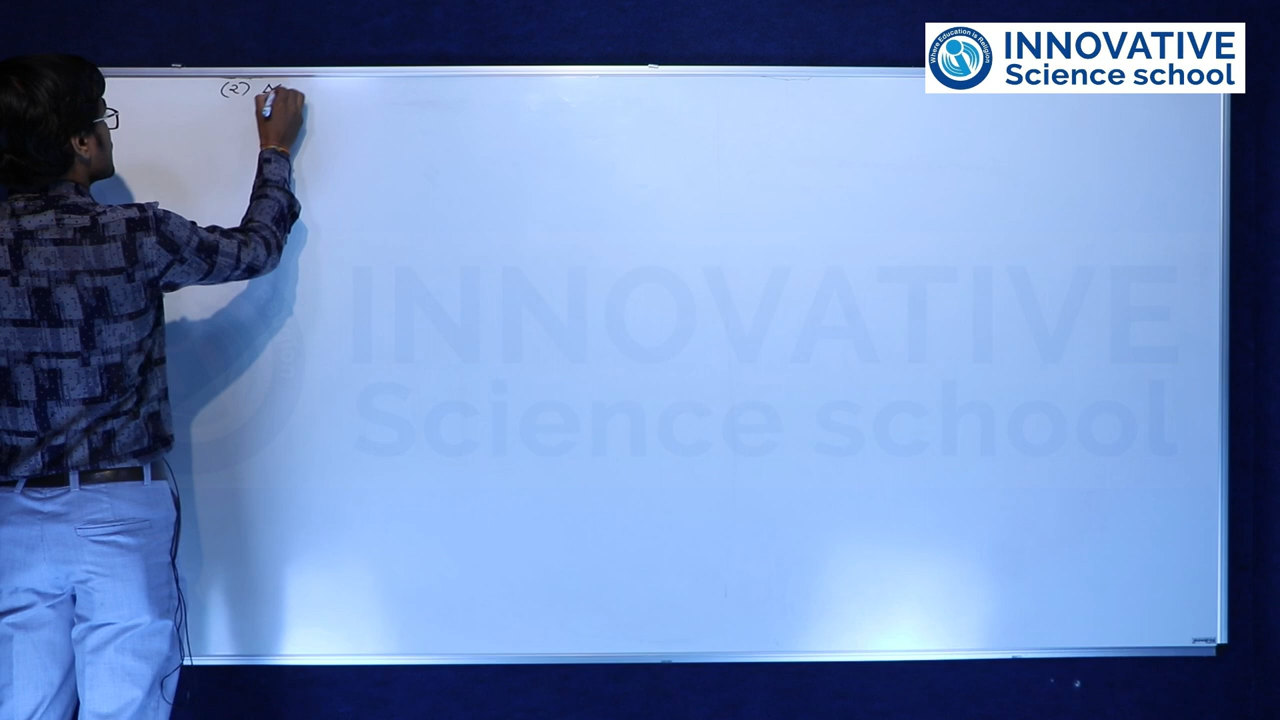 Where Education is Religion
INNOVATIVE
Science school
(2)
INNOVATIVE
Science school